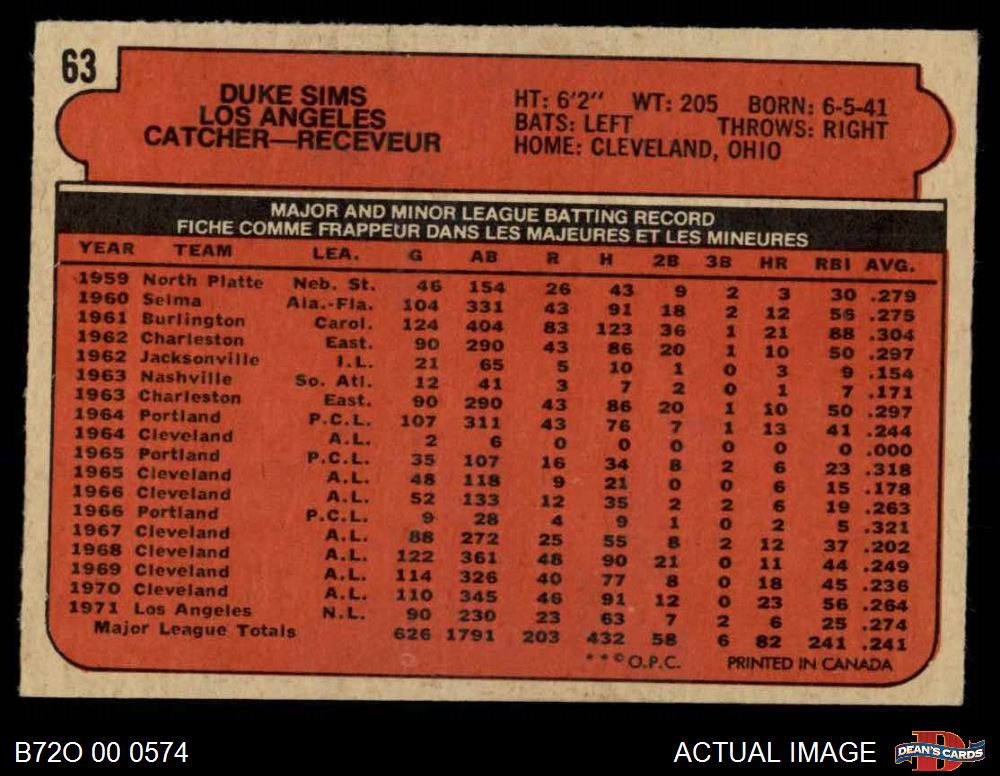 63
DUKE SIMS
LOS ANGELES
CATCHER—RECEVEUR
HT: 6'2" WT: 205 BORN: 6-5-41
BATS: LEFT THROWS: RIGHT
HOME: CLEVELAND, OHIO
MAJOR AND MINOR LEAGUE BATTING RECORD
FICHE COMME FRAPPEUR DANS LES MAJEURES ET LES MINEURES
YEAR TEAM LEA. G AB R H 2B 3B HR RBI AVG.
1959 North Platte Neb. St. 46 154 26 43 9 2 3 30 .279
1960 Selma Ala.-Fla. 104 331 43 91 18 2 12 56 .275
1961 Burlington Carol. 124 404 83 123 36 1 21 88 .304
1962 Charleston East. 90 290 43 86 20 1 10 50 .297
1962 Jacksonville I.L. 21 65 5 10 1 0 3 9 .154
1963 Nashville So. Atl. 12 41 3 7 2 0 1 7 .171
1963 Charleston East. 90 290 43 86 20 1 10 50 .297
1964 Portland P.C.L. 107 311 43 76 7 1 13 41 .244
1964 Cleveland A.L. 2 6 0 0 0 0 0 0 .000
1965 Portland P.C.L. 35 107 16 34 8 2 6 23 .318
1965 Cleveland A.L. 48 118 9 21 0 0 6 15 .178
1966 Cleveland A.L. 52 133 12 35 2 2 6 19 .263
1966 Portland P.C.L. 9 28 4 9 1 0 2 5 .321
1967 Cleveland A.L. 88 272 25 55 8 2 12 37 .202
1968 Cleveland A.L. 122 361 48 90 21 0 11 44 .249
1969 Cleveland A.L. 114 326 40 77 8 0 18 45 .236
1970 Cleveland A.L. 110 345 46 91 12 0 23 56 .264
1971 Los Angeles N.L. 90 230 23 63 7 2 6 25 .274
Major League Totals 626 1791 203 432 58 6 82 241 .241
**© O.P.C. PRINTED IN CANADA
B72O 00 0574
ACTUAL IMAGE
DEAN'S CARDS